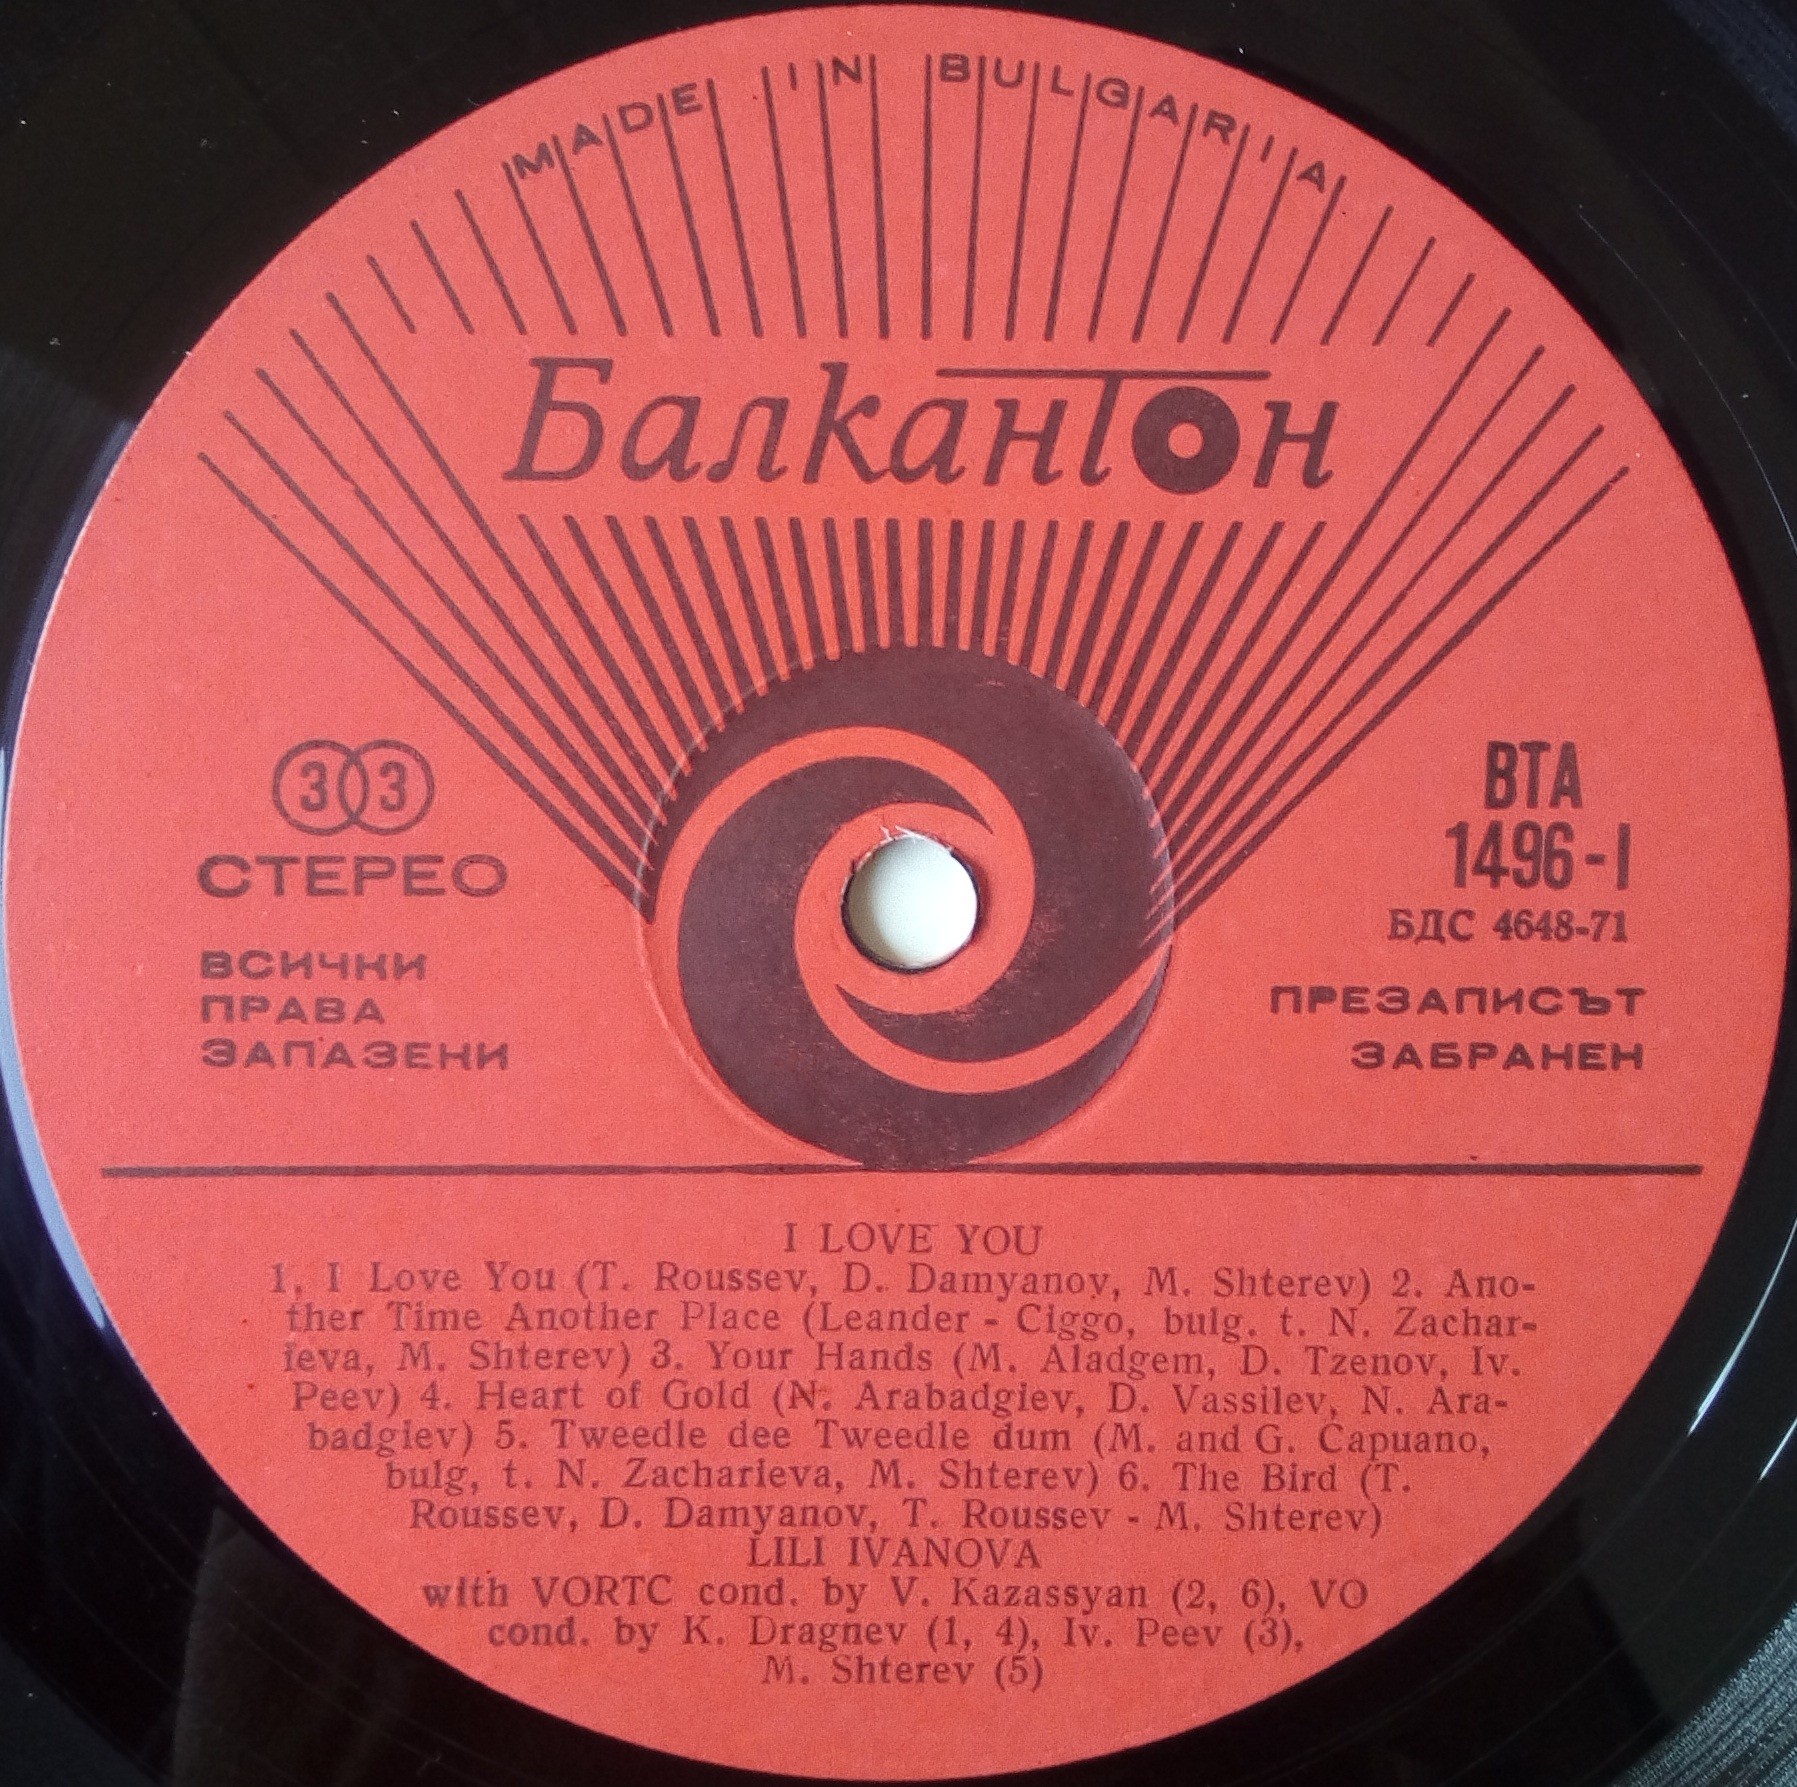 MADE IN BULGARIA
Балкантон
33
СТЕРЕО
ВСИЧКИ
ПРАВА
ЗАПАЗЕНИ
ВТА
1496-I
БДС 4648-71
ПРЕЗАПИСЪТ
ЗАБРАНЕН
I LOVE YOU
1, I Love You (T. Roussev, D. Damyanov, M. Shterev) 2. Ano-
ther Time Another Place (Leander - Ciggo, bulg. t. N. Zachar-
ieva, M. Shterev) 3. Your Hands (M. Aladgem, D. Tzenov, Iv.
Peev) 4. Heart of Gold (N. Arabadgiev, D. Vassilev, N. Ara-
badgiev) 5. Tweedle dee Tweedle dum (M. and G. Capuano,
bulg, t. N. Zacharieva, M. Shterev) 6. The Bird (T.
Roussev, D. Damyanov, T. Roussev - M. Shterev)
LILI IVANOVA
with VORTC cond. by V. Kazassyan (2, 6), VO
cond. by K. Dragnev (1, 4), Iv. Peev (3),
M. Shterev (5)